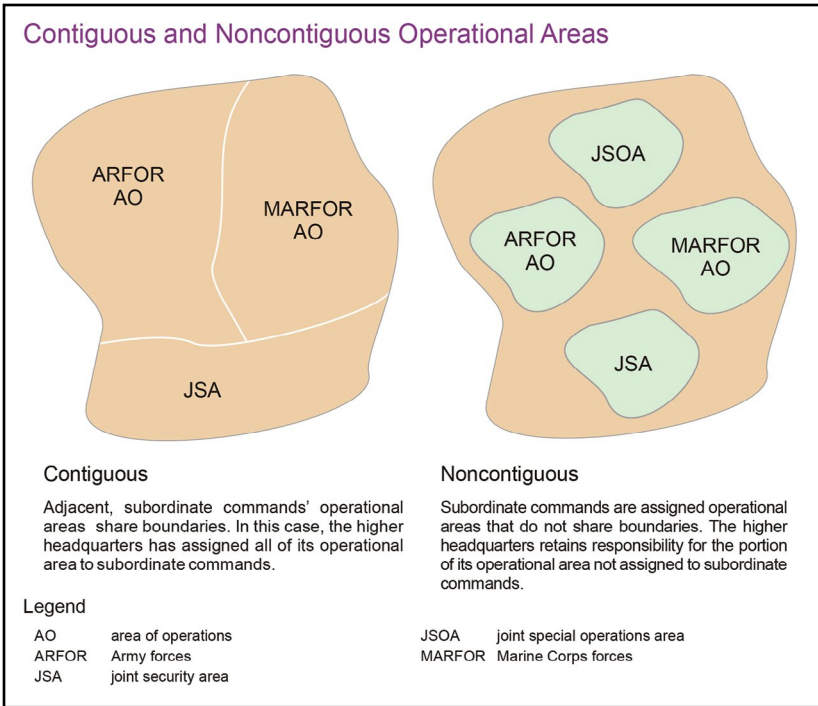 Contiguous and Noncontiguous Operational Areas
ARFOR
AO
MARFOR
AO
JSA
JSOA
ARFOR
AO
MARFOR
AO
JSA
Contiguous
Adjacent, subordinate commands' operational
areas share boundaries. In this case, the higher
headquarters has assigned all of its operational
area to subordinate commands.
Noncontiguous
Subordinate commands are assigned operational
areas that do not share boundaries. The higher
headquarters retains responsibility for the portion
of its operational area not assigned to subordinate
commands.
Legend
AO area of operations
ARFOR Army forces
JSA joint security area
JSOA joint special operations area
MARFOR Marine Corps forces